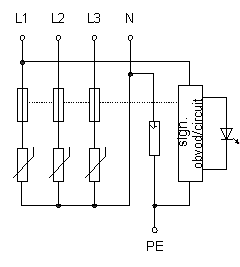 L1 L2 L3 N
sign.
obvod/circuit
PE